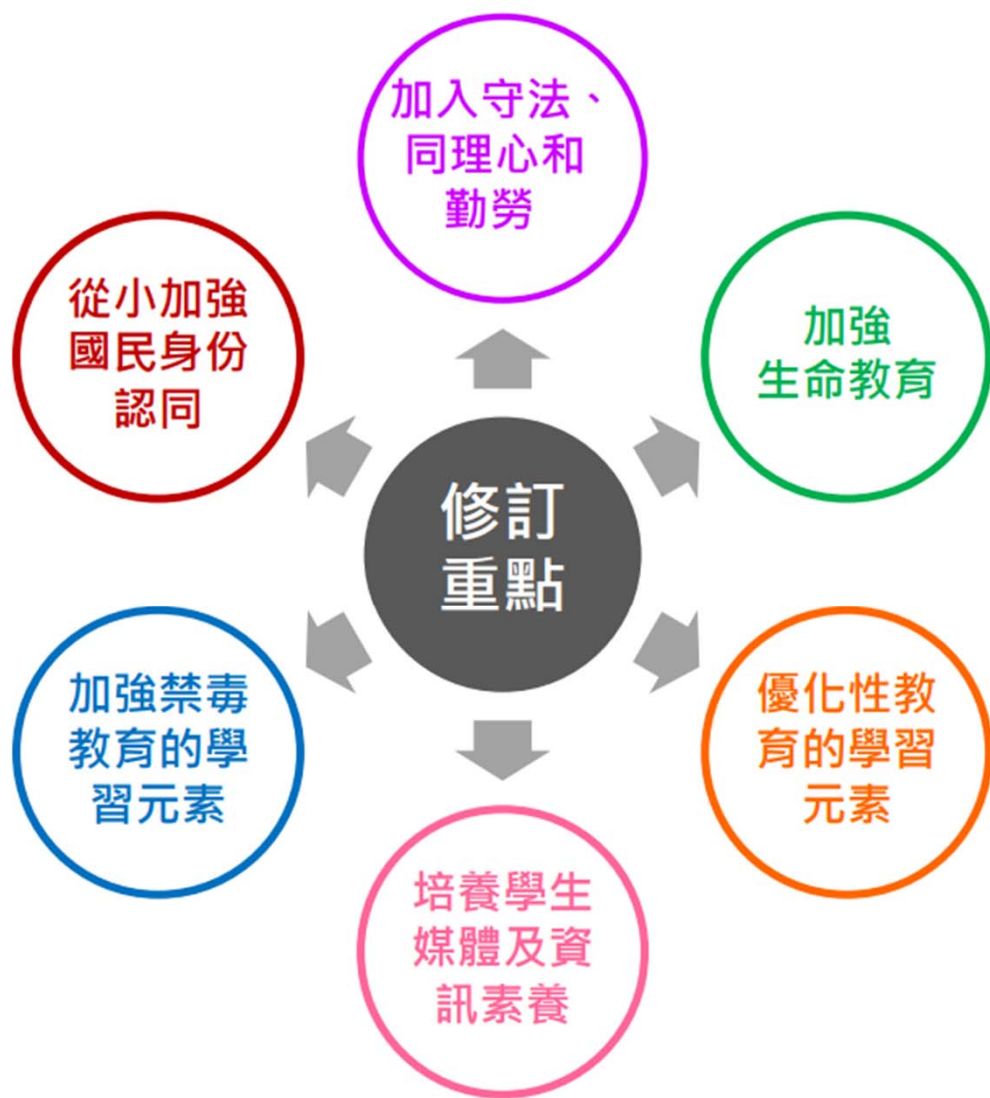 加入守法、
同理心和
勤勞
從小加強
國民身份
認同
加強
生命教育
修訂
重點
加強禁毒
教育的學
習元素
優化性教
育的學習
元素
培養學生
媒體及資
訊素養